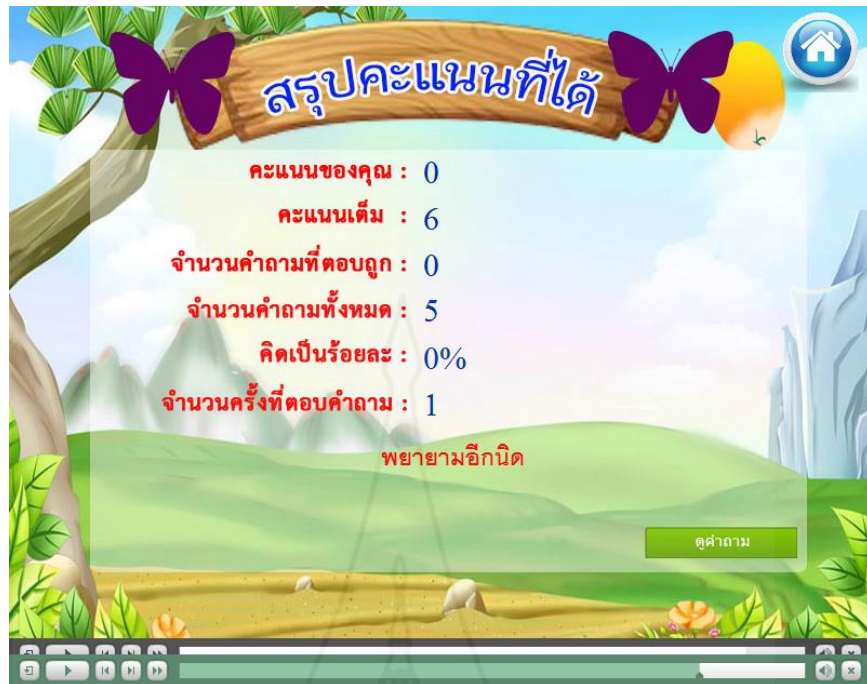 สรุปคะแนนที่ได้
คะแนนของคุณ : 0
คะแนนเต็ม : 6
จำนวนคำถามที่ตอบถูก : 0
จำนวนคำถามทั้งหมด : 5
คิดเป็นร้อยละ : 0%
จำนวนครั้งที่ตอบคำถาม : 1
พยายามอีกนิด
ดูคำถาม